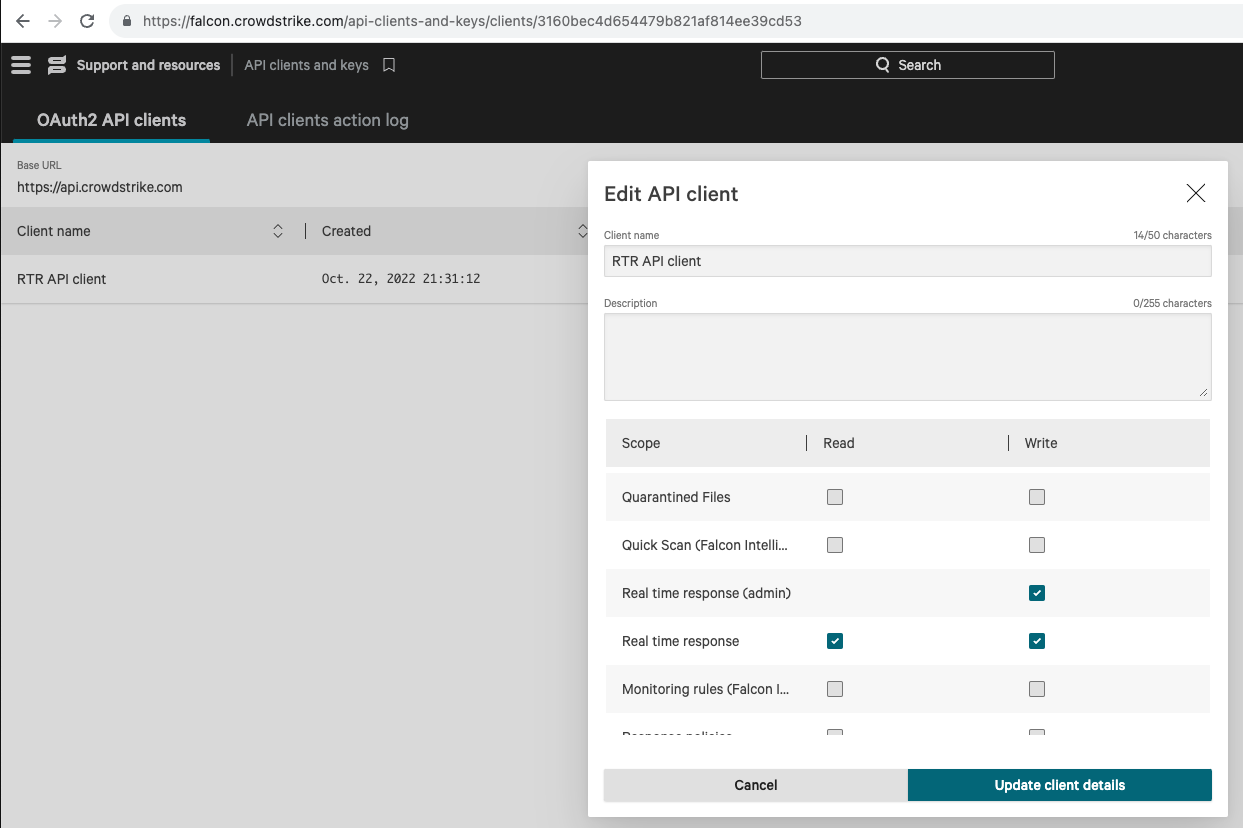 https://falcon.crowdstrike.com/api-clients-and-keys/clients/3160bec4d654479b821af814ee39cd53
Support and resources API clients and keys Search
OAuth2 API clients API clients action log
Base URL
https://api.crowdstrike.com
Client name Created
RTR API client Oct. 22, 2022 21:31:12
Edit API client
Client name 14/50 characters
RTR API client
Description 0/255 characters
Scope Read Write
Quarantined Files
Quick Scan (Falcon Intelli...
Real time response (admin)
Real time response
Monitoring rules (Falcon I...
Response policies
Cancel Update client details